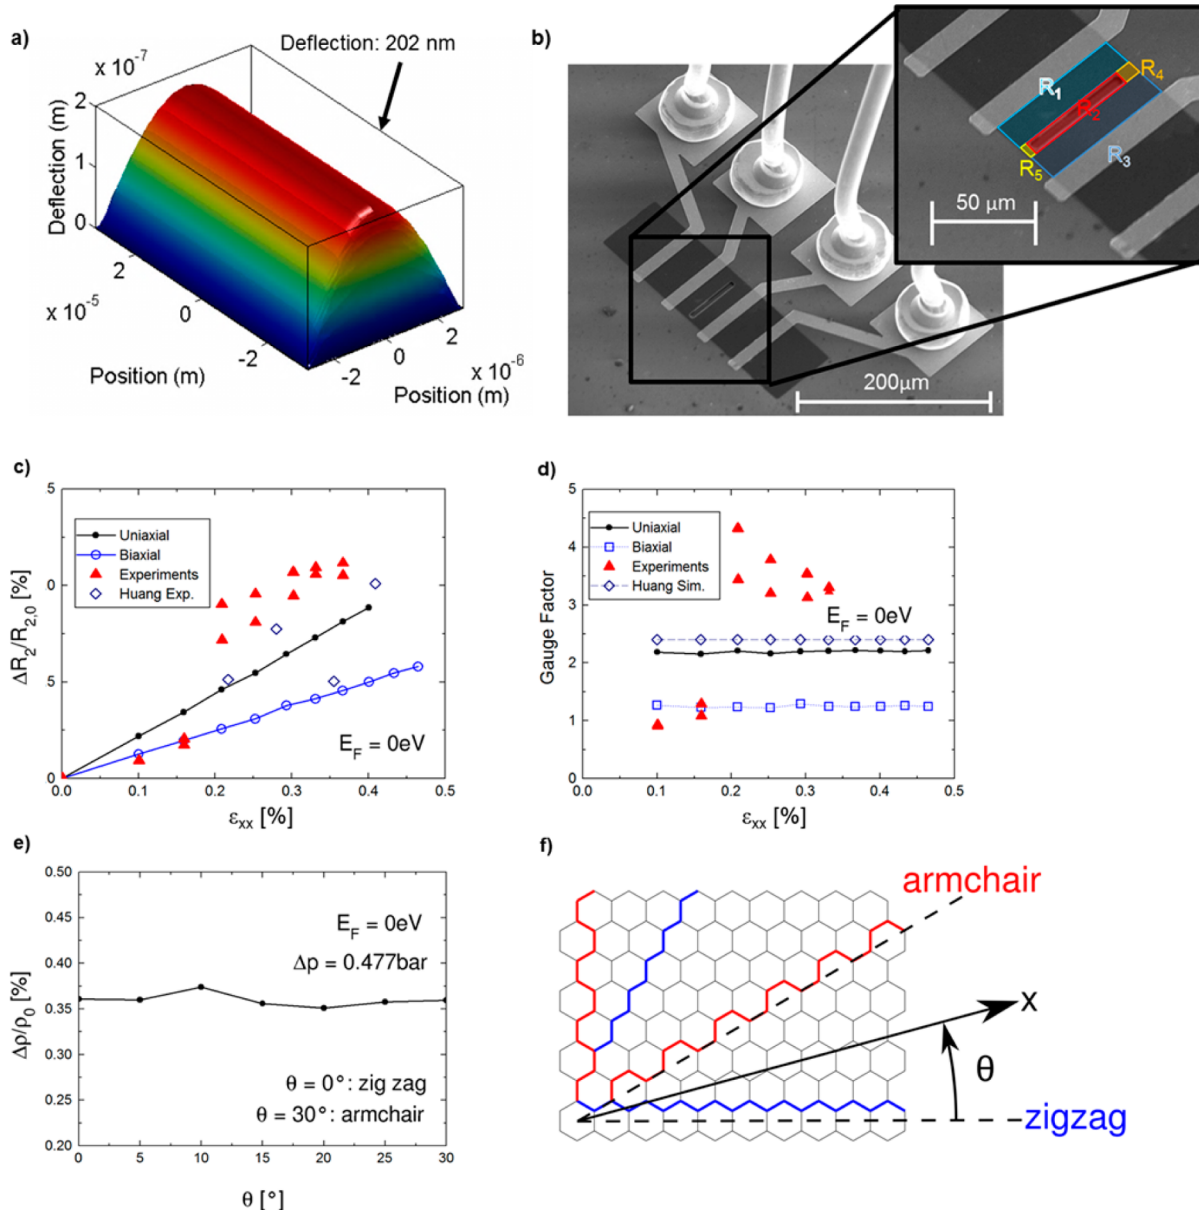 a)
Deflection: 202 nm
x 10⁻⁷
2
1
0
Deflection (m)
2
0
-2
x 10⁻⁵
Position (m)
-2
0
2
x 10⁻⁶
Position
(m)
b)
R₁
R₂
R₃
R₄
R₅
50 µm
200µm
c)
5
0
5
0
ΔR₂/R₂,₀ [%]
Uniaxial
Biaxial
Experiments
Huang Exp.
E_F = 0eV
0.0 0.1 0.2 0.3 0.4 0.5
ε_xx [%]
d)
5
4
3
2
1
0
Gauge Factor
Uniaxial
Biaxial
Experiments
Huang Sim.
E_F = 0eV
0.0 0.1 0.2 0.3 0.4 0.5
ε_xx [%]
e)
0.50
0.45
0.40
0.35
0.30
0.25
0.20
Δρ/ρ₀ [%]
E_F = 0eV
Δp = 0.477bar
θ = 0°: zig zag
θ = 30°: armchair
0 5 10 15 20 25 30
θ [°]
f)
armchair
x
θ
zigzag